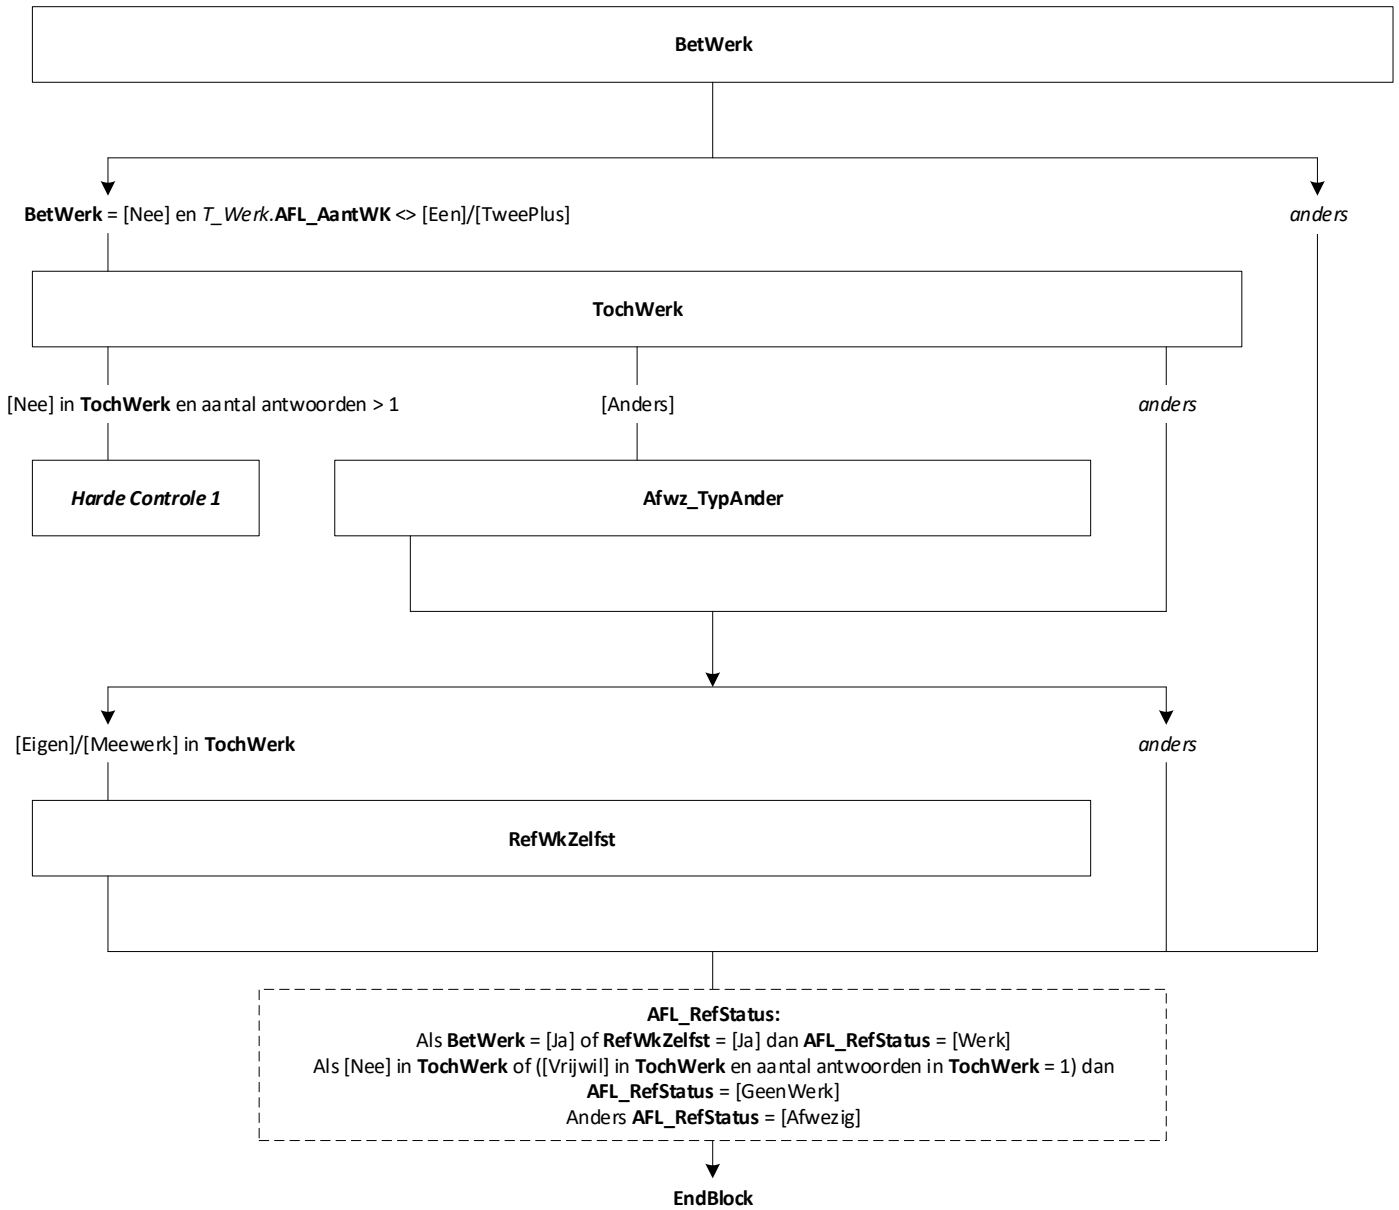 BetWerk
BetWerk = [Nee] en T_Werk.AFL_AantWK <> [Een]/[TweePlus]
anders
TochWerk
[Nee] in TochWerk en aantal antwoorden > 1
[Anders]
anders
Harde Controle 1
Afwz_TypAnder
[Eigen]/[Meewerk] in TochWerk
anders
RefWkZelfst
AFL_RefStatus:
Als BetWerk = [Ja] of RefWkZelfst = [Ja] dan AFL_RefStatus = [Werk]
Als [Nee] in TochWerk of ([Vrijwil] in TochWerk en aantal antwoorden in TochWerk = 1) dan
AFL_RefStatus = [GeenWerk]
Anders AFL_RefStatus = [Afwezig]
EndBlock